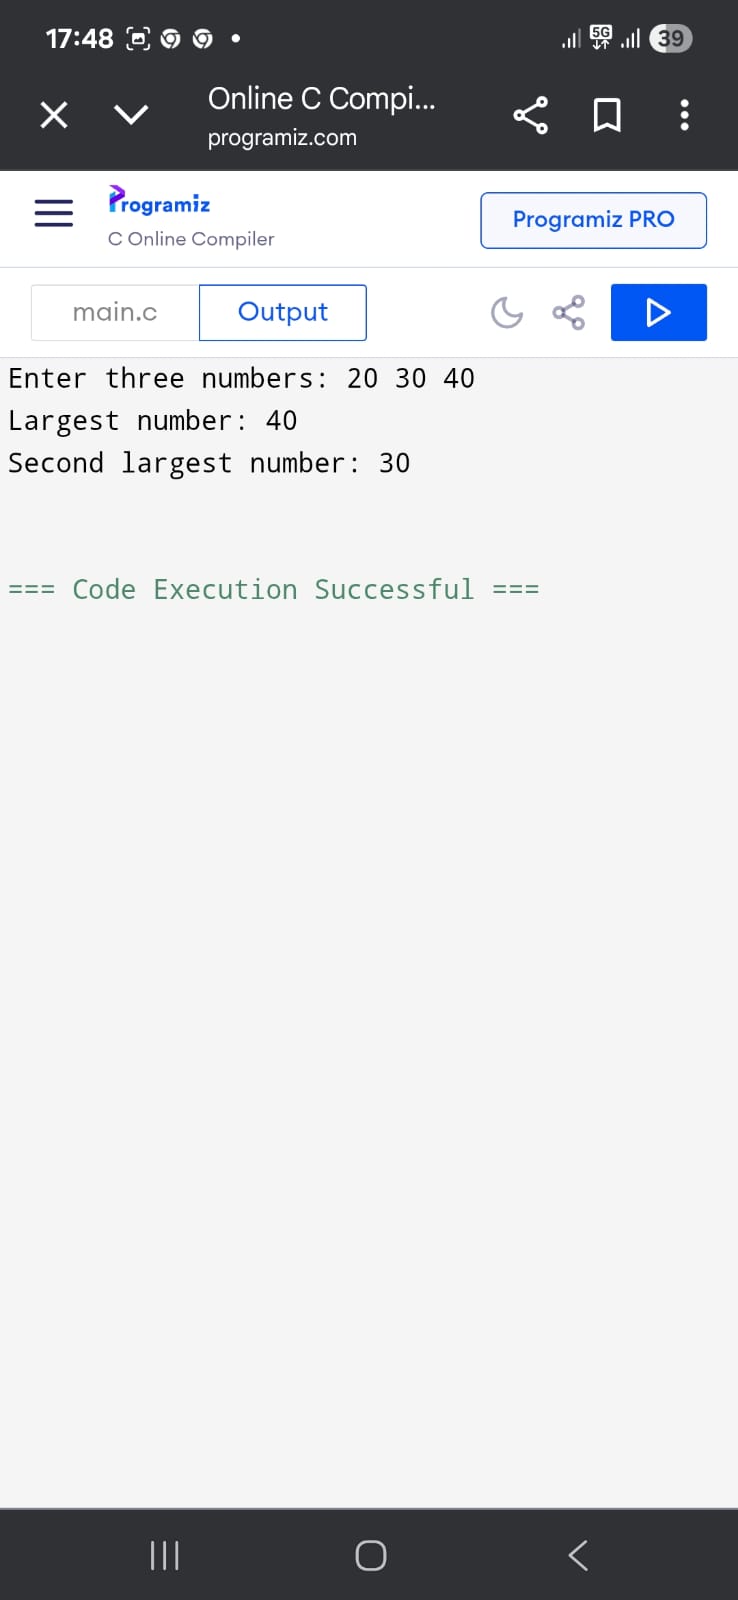 17:48
5G
39
Online C Compi...
programiz.com
Programiz
C Online Compiler
Programiz PRO
main.c
Output
Enter three numbers: 20 30 40
Largest number: 40
Second largest number: 30
=== Code Execution Successful ===